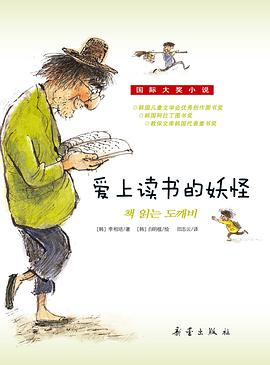 国际大奖小说
◎韩国儿童文学会优秀创作图书奖
◎韩国阿拉丁图书奖
◎教保文库韩国代表童书奖
爱上读书的妖怪
책 읽는 도깨비
[韩] 李相培/著 [韩] 白明植/绘 田志云/译
新蕾出版社